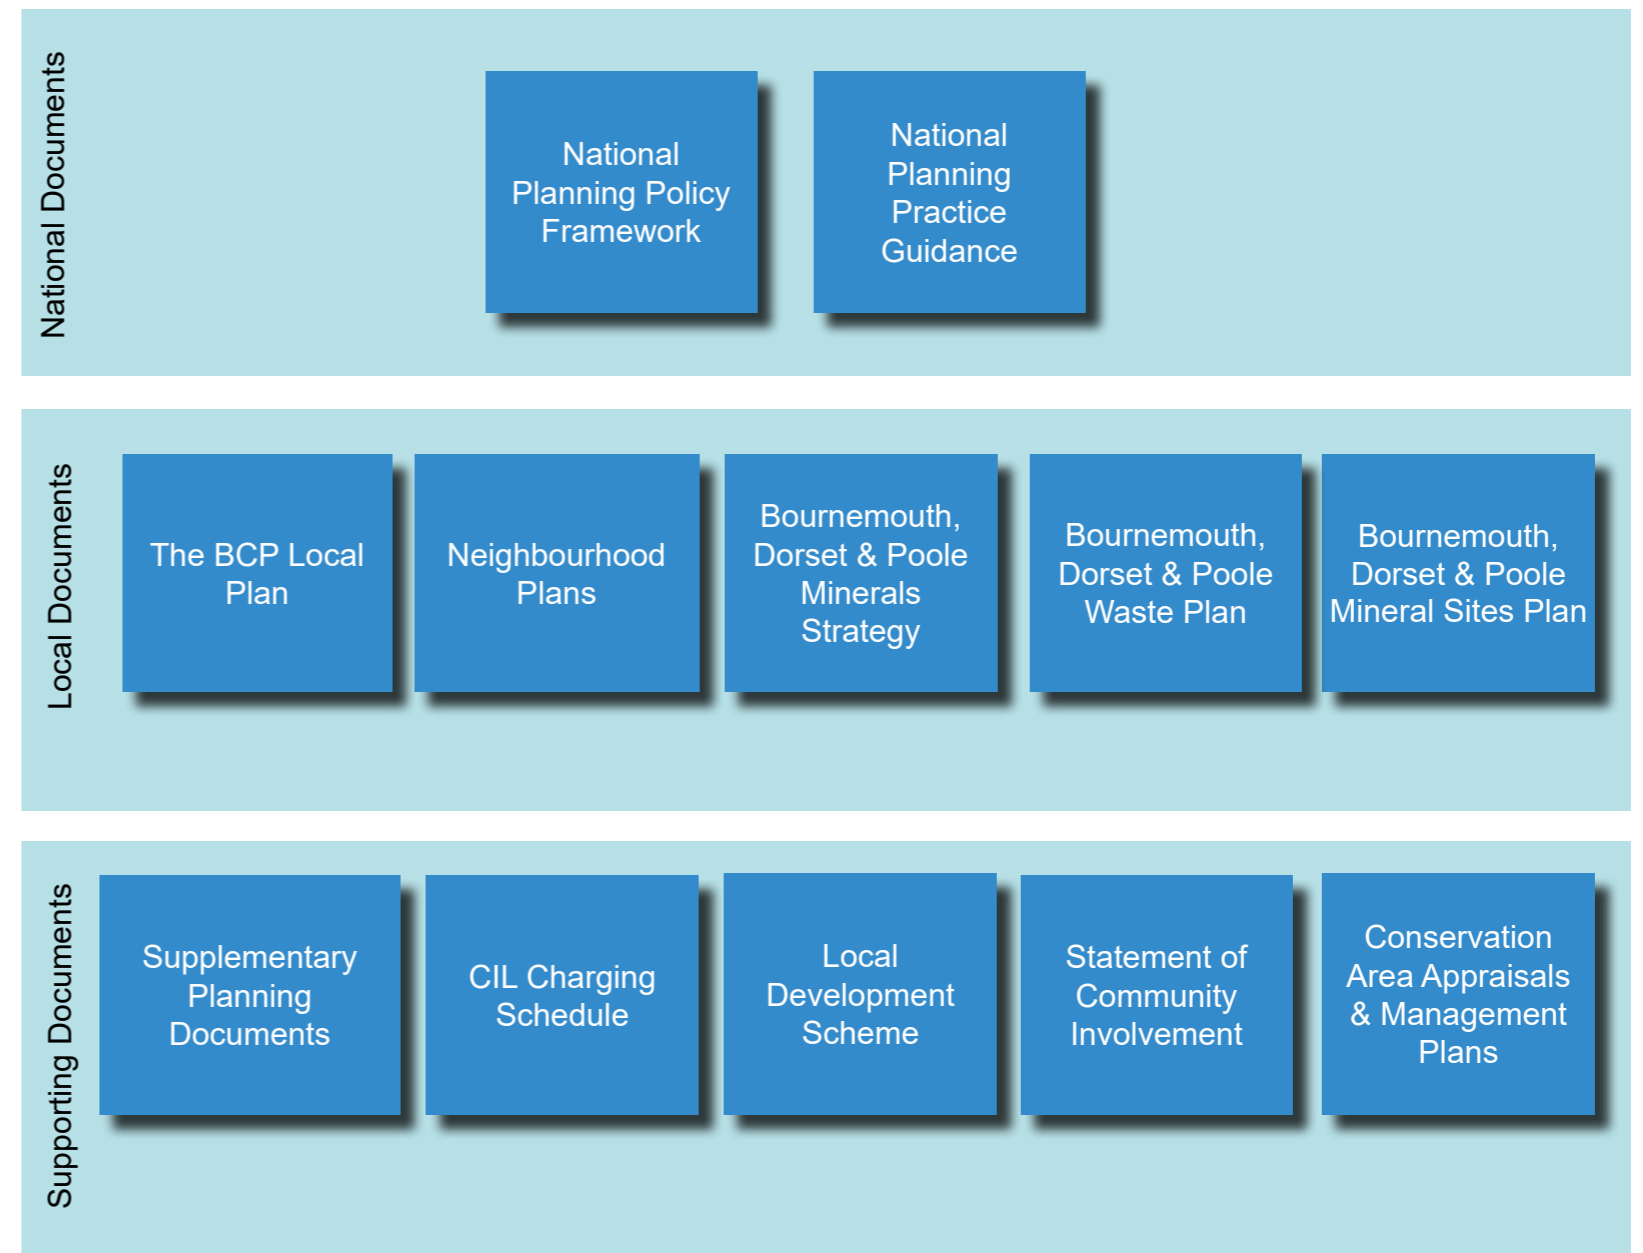 National Documents
National
Planning Policy
Framework
National
Planning
Practice
Guidance
Local Documents
The BCP Local
Plan
Neighbourhood
Plans
Bournemouth,
Dorset & Poole
Minerals
Strategy
Bournemouth,
Dorset & Poole
Waste Plan
Bournemouth,
Dorset & Poole
Mineral Sites Plan
Supporting Documents
Supplementary
Planning
Documents
CIL Charging
Schedule
Local
Development
Scheme
Statement of
Community
Involvement
Conservation
Area Appraisals
& Management
Plans